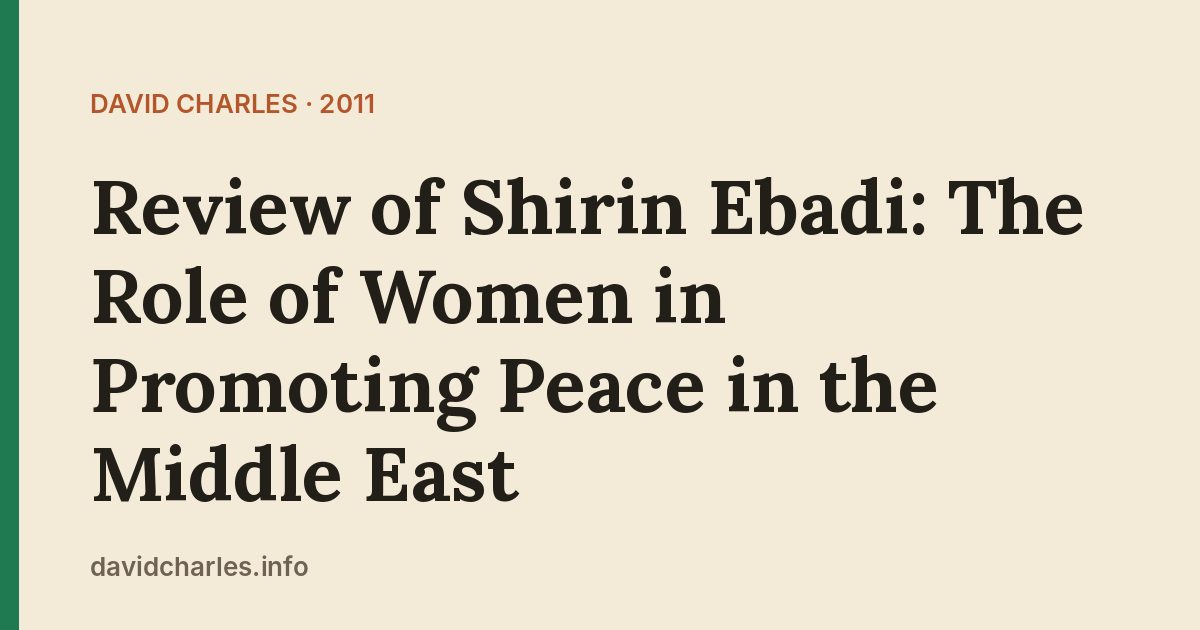 DAVID CHARLES · 2011
Review of Shirin Ebadi: The
Role of Women in
Promoting Peace in the
Middle East
davidcharles.info